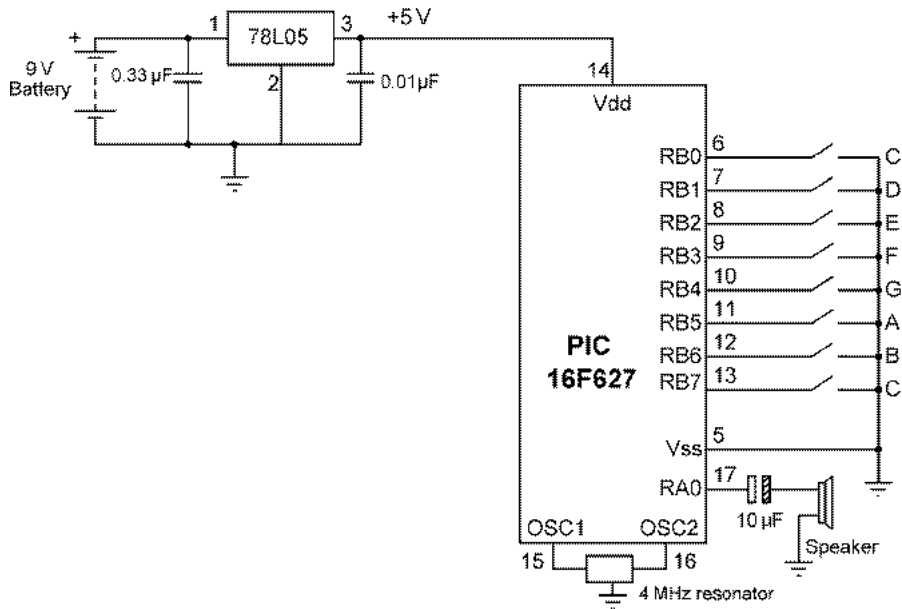 1
78L05
3
+5 V
+
9 V
Battery
0.33 µF
2
0.01 µF
14
Vdd
RB0
6
C
RB1
7
D
RB2
8
E
RB3
9
F
RB4
10
G
RB5
11
A
RB6
12
B
RB7
13
C
PIC
16F627
Vss
5
RA0
17
10 µF
Speaker
OSC1
OSC2
15
16
4 MHz resonator